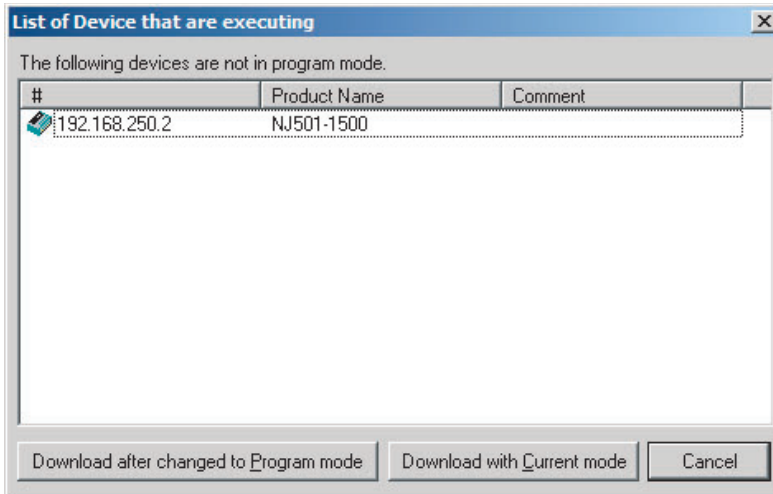 List of Device that are executing
The following devices are not in program mode.
# Product Name Comment
192.168.250.2 NJ501-1500
Download after changed to Program mode Download with Current mode Cancel